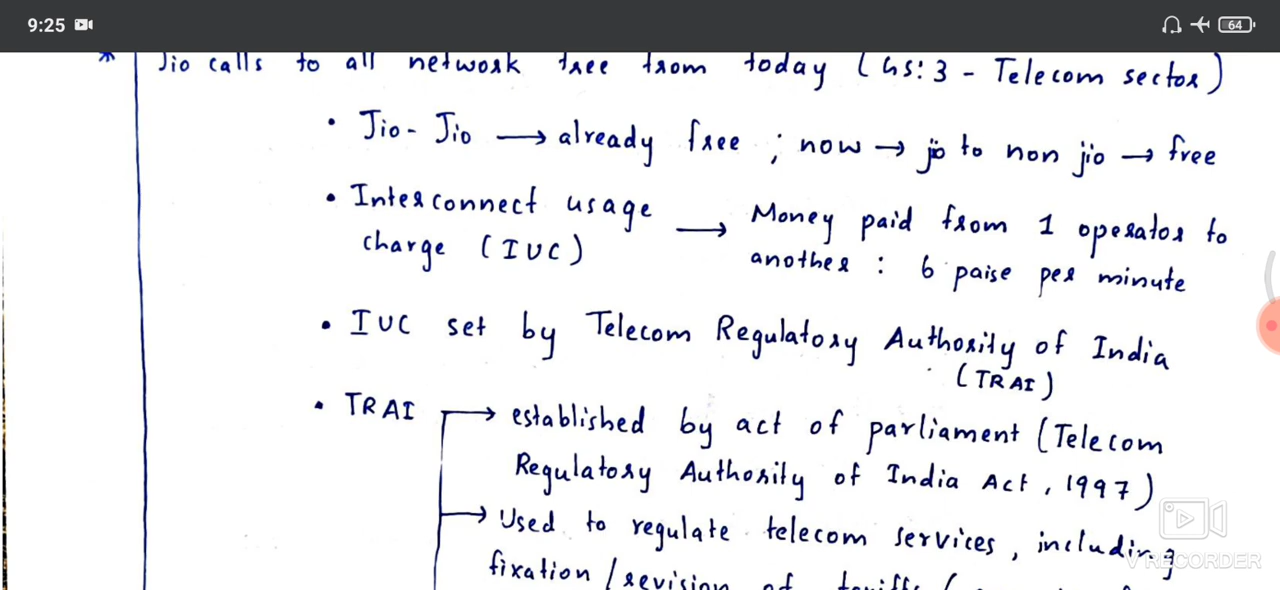 9:25
64
* Jio calls to all network free from today (GS:3 - Telecom sector)
• Jio - Jio → already free ; now → jio to non jio → free
• Interconnect usage charge (IUC) → Money paid from 1 operator to
another : 6 paise per minute
• IUC set by Telecom Regulatory Authority of India
(TRAI)
• TRAI → established by act of parliament (Telecom
Regulatory Authority of India Act, 1997)
→ Used to regulate telecom services, including
fixation / revision of tariffs (
V RECORDER